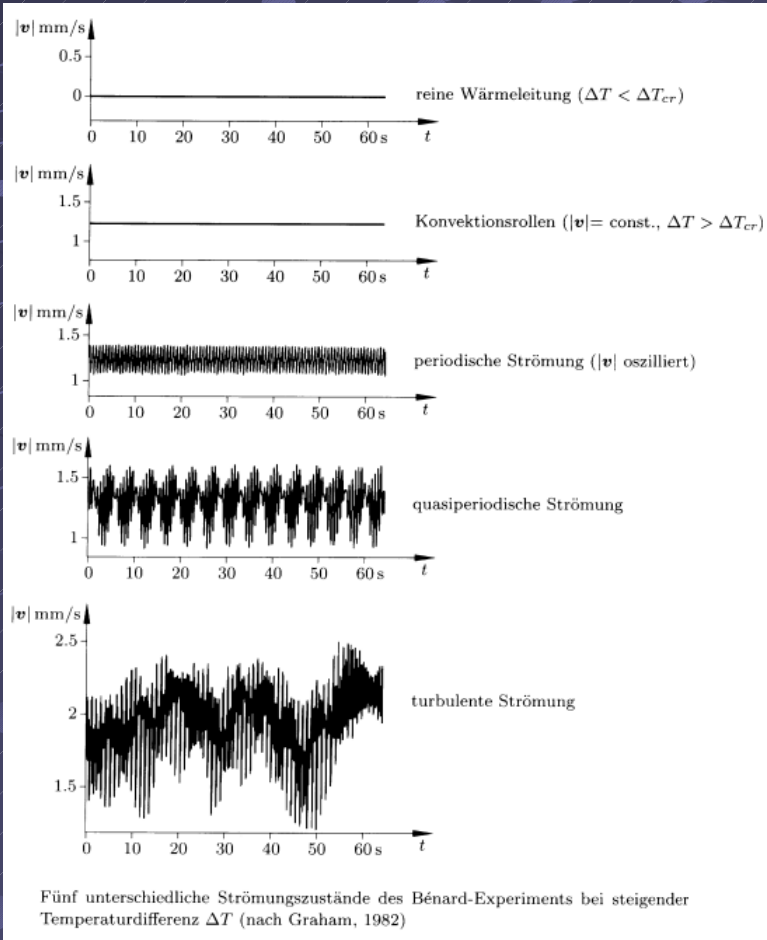 |v| mm/s
0.5
0
0 10 20 30 40 50 60 s t
reine Wärmeleitung (ΔT < ΔT_cr)
|v| mm/s
1.5
1
0 10 20 30 40 50 60 s t
Konvektionsrollen (|v|= const., ΔT > ΔT_cr)
|v| mm/s
1.5
1
0 10 20 30 40 50 60 s t
periodische Strömung (|v| oszilliert)
|v| mm/s
1.5
1
0 10 20 30 40 50 60 s t
quasiperiodische Strömung
|v| mm/s
2.5
2
1.5
0 10 20 30 40 50 60 s t
turbulente Strömung
Fünf unterschiedliche Strömungszustände des Bénard-Experiments bei steigender
Temperaturdifferenz ΔT (nach Graham, 1982)